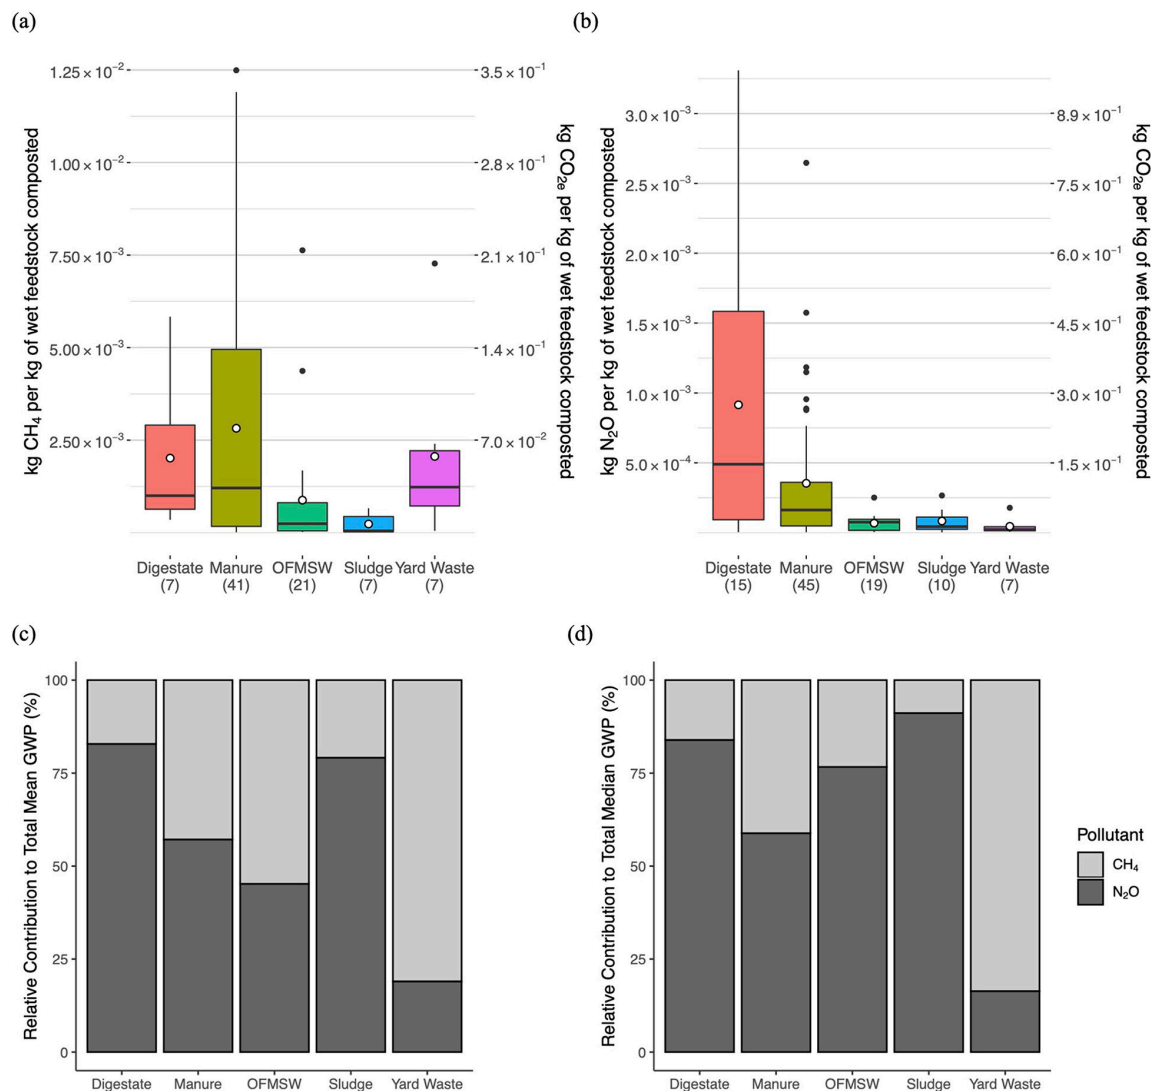 (a)
kg CH₄ per kg of wet feedstock composted
1.25 × 10⁻²
1.00 × 10⁻²
7.50 × 10⁻³
5.00 × 10⁻³
2.50 × 10⁻³
3.5 × 10⁻¹
2.8 × 10⁻¹
2.1 × 10⁻¹
1.4 × 10⁻¹
7.0 × 10⁻²
kg CO₂ₑ per kg of wet feedstock composted
Digestate Manure OFMSW Sludge Yard Waste
(7) (41) (21) (7) (7)
(b)
kg N₂O per kg of wet feedstock composted
3.0 × 10⁻³
2.5 × 10⁻³
2.0 × 10⁻³
1.5 × 10⁻³
1.0 × 10⁻³
5.0 × 10⁻⁴
8.9 × 10⁻¹
7.5 × 10⁻¹
6.0 × 10⁻¹
4.5 × 10⁻¹
3.0 × 10⁻¹
1.5 × 10⁻¹
kg CO₂ₑ per kg of wet feedstock composted
Digestate Manure OFMSW Sludge Yard Waste
(15) (45) (19) (10) (7)
(c)
Relative Contribution to Total Mean GWP (%)
100
75
50
25
0
Digestate Manure OFMSW Sludge Yard Waste
(d)
Relative Contribution to Total Median GWP (%)
100
75
50
25
0
Digestate Manure OFMSW Sludge Yard Waste
Pollutant
CH₄
N₂O